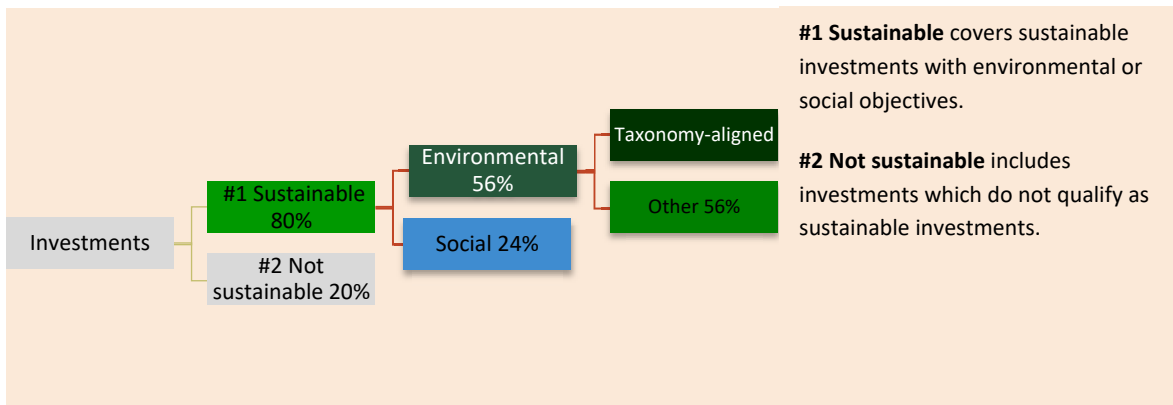 Investments
#1 Sustainable
80%
#2 Not
sustainable 20%
Environmental
56%
Social 24%
Taxonomy-aligned
Other 56%
#1 Sustainable covers sustainable
investments with environmental or
social objectives.
#2 Not sustainable includes
investments which do not qualify as
sustainable investments.